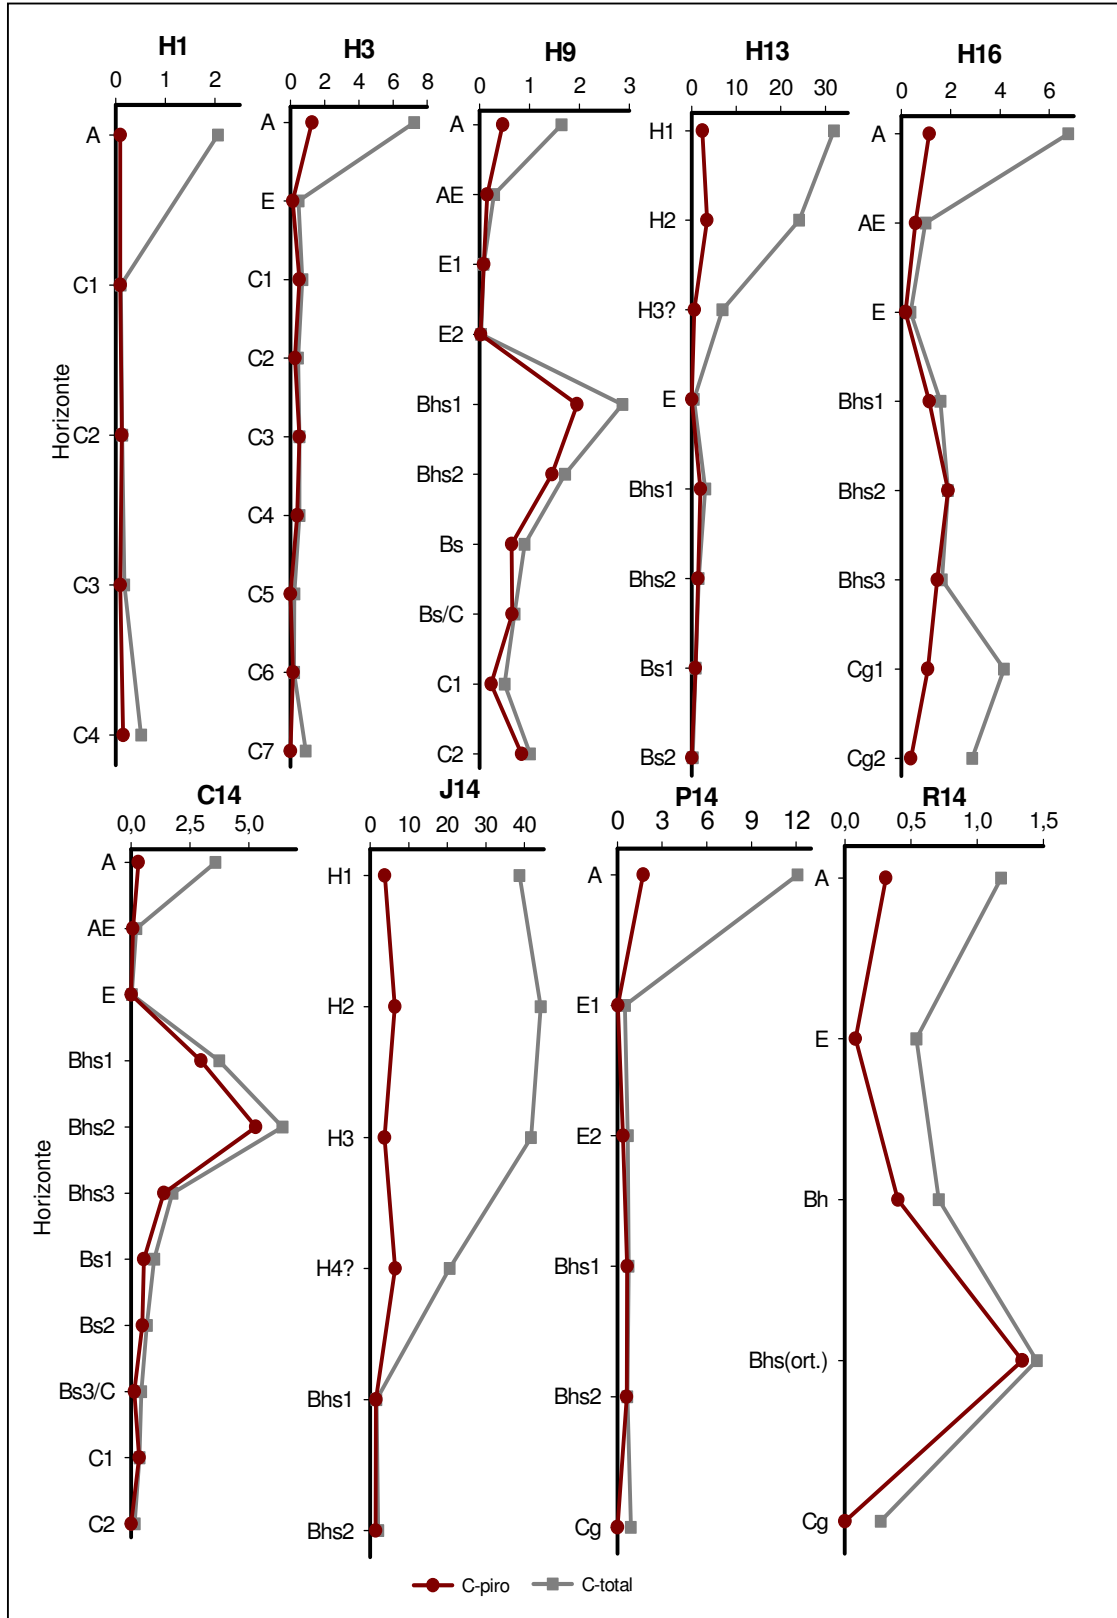 H1
0 1 2
A
C1
C2
C3
C4
Horizonte
H3
0 2 4 6 8
A
E
C1
C2
C3
C4
C5
C6
C7
H9
0 1 2 3
A
AE
E1
E2
Bhs1
Bhs2
Bs
Bs/C
C1
C2
H13
0 10 20 30
H1
H2
H3?
E
Bhs1
Bhs2
Bs1
Bs2
H16
0 2 4 6
A
AE
E
Bhs1
Bhs2
Bhs3
Cg1
Cg2
C14
0,0 2,5 5,0
A
AE
E
Bhs1
Bhs2
Bhs3
Bs1
Bs2
Bs3/C
C1
C2
Horizonte
J14
0 10 20 30 40
H1
H2
H3
H4?
Bhs1
Bhs2
P14
0 3 6 9 12
A
E1
E2
Bhs1
Bhs2
Cg
R14
0,0 0,5 1,0 1,5
A
E
Bh
Bhs(ort.)
Cg
C-piro C-total